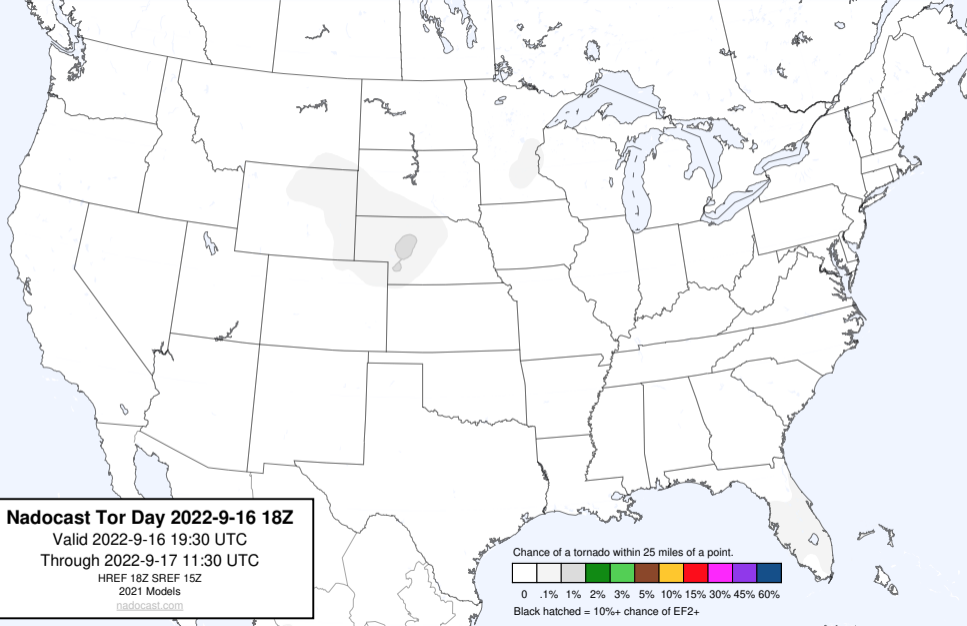 Nadocast Tor Day 2022-9-16 18Z
Valid 2022-9-16 19:30 UTC
Through 2022-9-17 11:30 UTC
HREF 18Z SREF 15Z
2021 Models
nadocast.com
Chance of a tornado within 25 miles of a point.
0 .1% 1% 2% 3% 5% 10% 15% 30% 45% 60%
Black hatched = 10%+ chance of EF2+